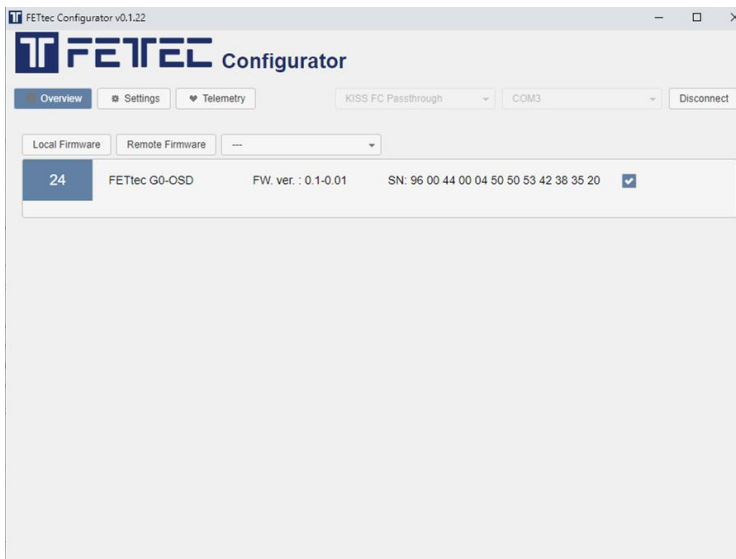 FETtec Configurator v0.1.22
FETTEC Configurator
Overview Settings Telemetry KISS FC Passthrough COM3 Disconnect
Local Firmware Remote Firmware ---
24 FETtec G0-OSD FW. ver. : 0.1-0.01 SN: 96 00 44 00 04 50 50 53 42 38 35 20